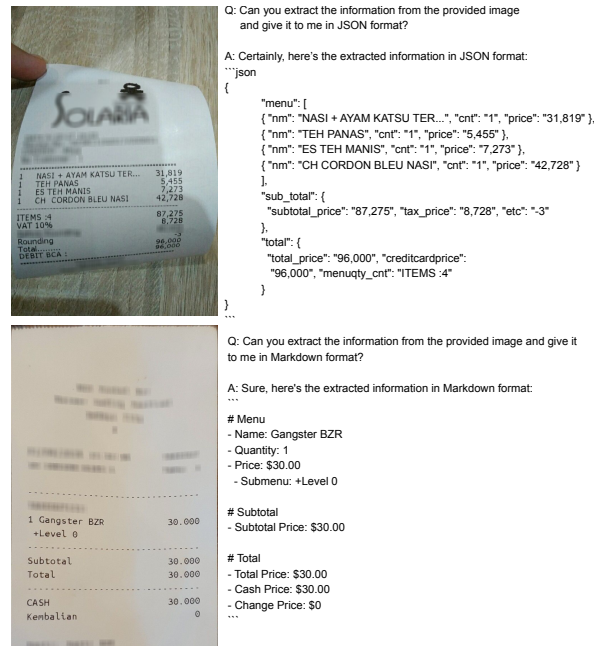 SOLARIA
1 NASI + AYAM KATSU TER... 31,819
1 TEH PANAS 5,455
1 ES TEH MANIS 7,273
1 CH CORDON BLEU NASI 42,728
ITEMS :4 87,275
VAT 10% 8,728
Rounding -3
Total......... 96,000
DEBIT BCA : 96,000
Q: Can you extract the information from the provided image
and give it to me in JSON format?
A: Certainly, here's the extracted information in JSON format:
```json
{
"menu": [
{ "nm": "NASI + AYAM KATSU TER...", "cnt": "1", "price": "31,819" },
{ "nm": "TEH PANAS", "cnt": "1", "price": "5,455" },
{ "nm": "ES TEH MANIS", "cnt": "1", "price": "7,273" },
{ "nm": "CH CORDON BLEU NASI", "cnt": "1", "price": "42,728" }
],
"sub_total": {
"subtotal_price": "87,275", "tax_price": "8,728", "etc": "-3"
},
"total": {
"total_price": "96,000", "creditcardprice":
"96,000", "menuqty_cnt": "ITEMS :4"
}
}
```
1 Gangster BZR 30.000
+Level 0
Subtotal 30.000
Total 30.000
CASH 30.000
Kembalian 0
Q: Can you extract the information from the provided image and give it
to me in Markdown format?
A: Sure, here's the extracted information in Markdown format:
```
# Menu
- Name: Gangster BZR
- Quantity: 1
- Price: $30.00
- Submenu: +Level 0
# Subtotal
- Subtotal Price: $30.00
# Total
- Total Price: $30.00
- Cash Price: $30.00
- Change Price: $0
```